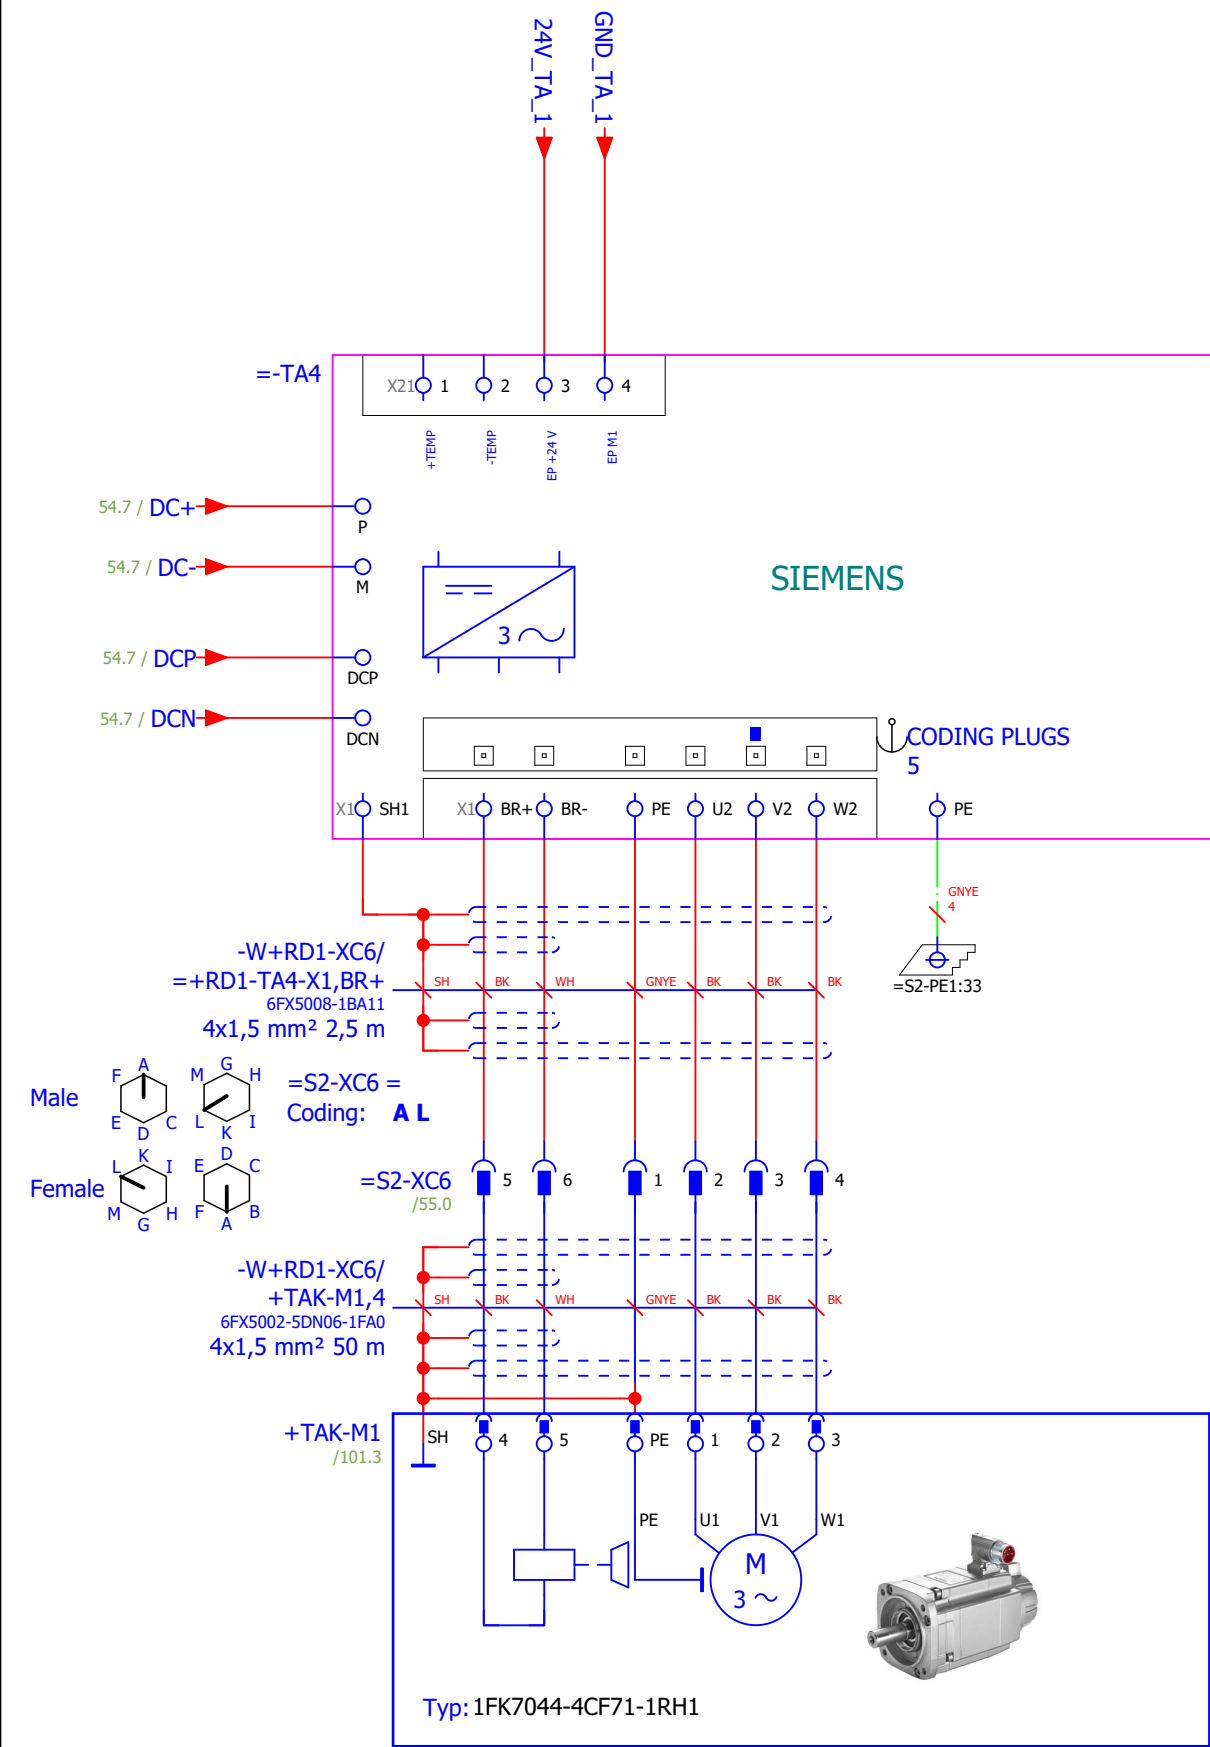 24V_TA_1
GND_TA_1
=-TA4
X21 1 2 3 4
+TEMP
-TEMP
EP +24 V
EP M1
54.7 / DC+
P
54.7 / DC-
M
SIEMENS
3
54.7 / DCP
DCP
54.7 / DCN
DCN
CODING PLUGS
5
X1 SH1 X1 BR+ BR- PE U2 V2 W2 PE
GNYE
4
=S2-PE1:33
-W+RD1-XC6/
=+RD1-TA4-X1,BR+
6FX5008-1BA11
4x1,5 mm² 2,5 m
SH BK WH GNYE BK BK BK
Male
A
F
E
D
C
G
M
H
L
K
I
=S2-XC6 =
Coding: A L
Female
K
L
I
M
G
H
D
E
C
F
A
B
=S2-XC6
/55.0
5 6 1 2 3 4
-W+RD1-XC6/
+TAK-M1,4
6FX5002-5DN06-1FA0
4x1,5 mm² 50 m
SH BK WH GNYE BK BK BK
+TAK-M1
/101.3
SH 4 5 PE 1 2 3
PE U1 V1 W1
M
3 ~
Typ: 1FK7044-4CF71-1RH1